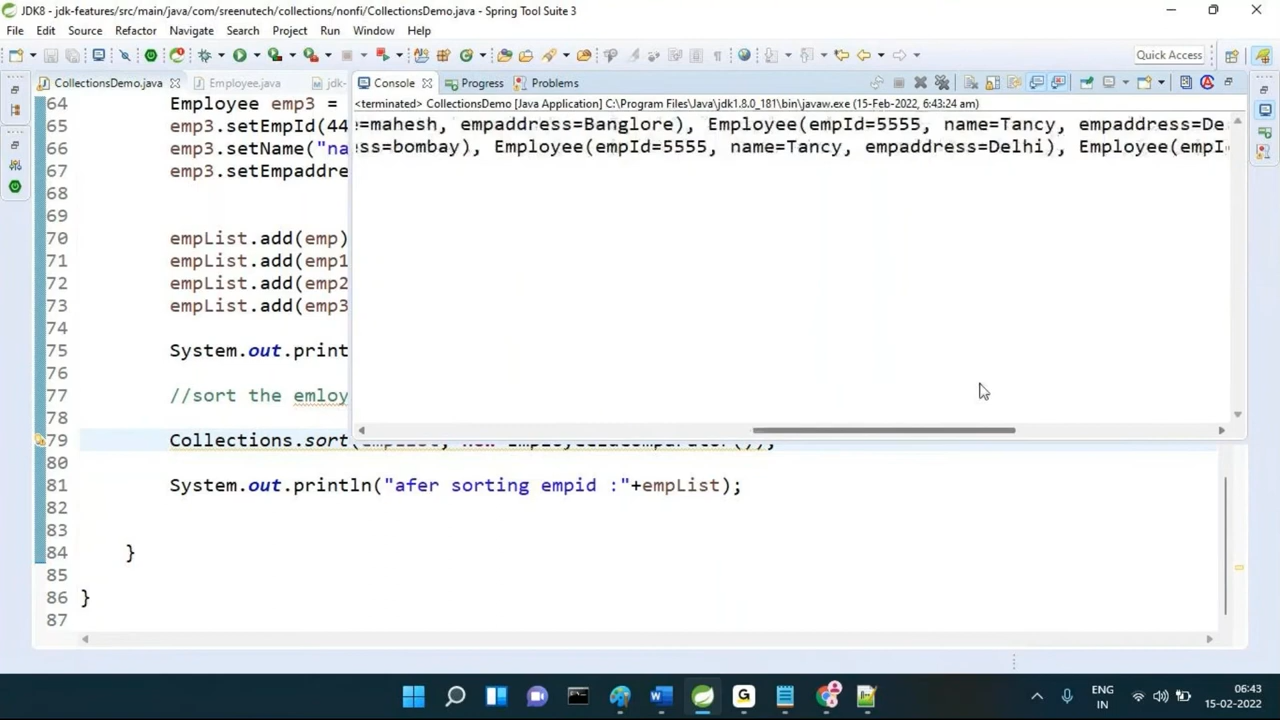 JDK8 - jdk-features/src/main/java/com/sreenutech/collections/nonfi/CollectionsDemo.java - Spring Tool Suite 3
File Edit Source Refactor Navigate Search Project Run Window Help
Quick Access
CollectionsDemo.java Employee.java jdk-
Console Progress Problems
<terminated> CollectionsDemo [Java Application] C:\Program Files\Java\jdk1.8.0_181\bin\javaw.exe (15-Feb-2022, 6:43:24 am)
=mahesh, empaddress=Banglore), Employee(empId=5555, name=Tancy, empaddress=De
ss=bombay), Employee(empId=5555, name=Tancy, empaddress=Delhi), Employee(empI
64 Employee emp3 =
65 emp3.setEmpId(44
66 emp3.setName("na
67 emp3.setEmpaddre
68
69
70 empList.add(emp)
71 empList.add(emp1
72 empList.add(emp2
73 empList.add(emp3
74
75 System.out.print
76
77 //sort the emloy
78
79 Collections.sort(
80
81 System.out.println("afer sorting empid :"+empList);
82
83
84 }
85
86 }
87
ENG
IN
06:43
15-02-2022